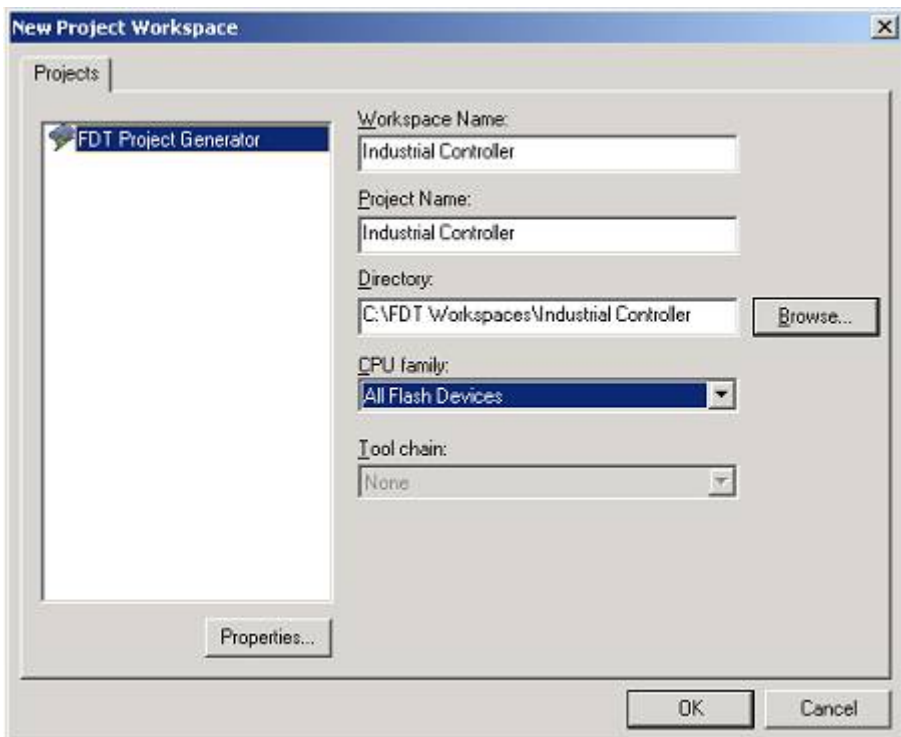 New Project Workspace
Projects
FDT Project Generator
Workspace Name:
Industrial Controller
Project Name:
Industrial Controller
Directory:
C:\FDT Workspaces\Industrial Controller
Browse...
CPU family:
All Flash Devices
Tool chain:
None
Properties...
OK
Cancel